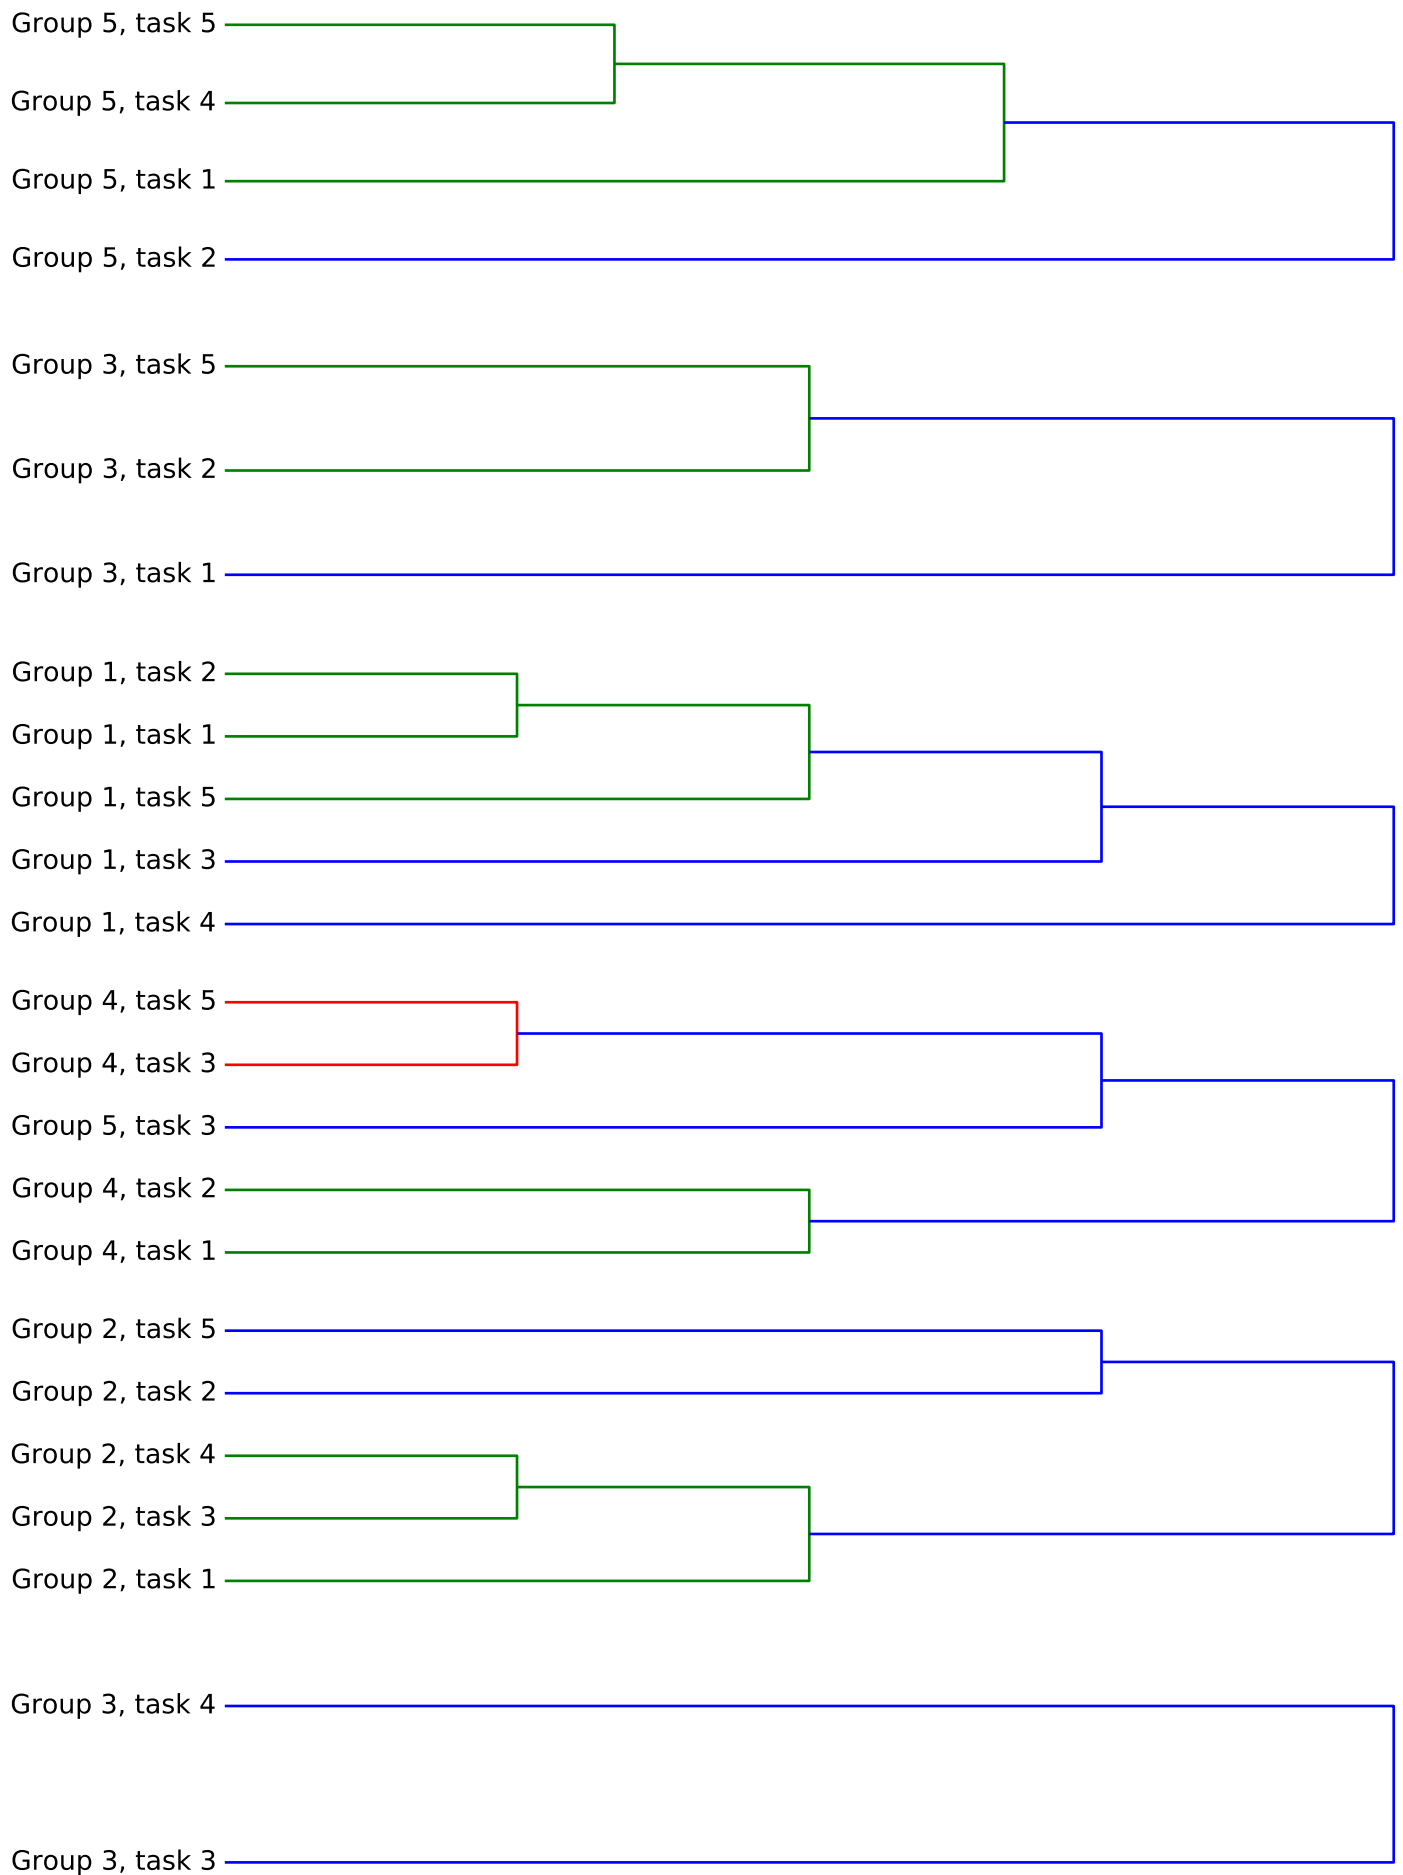 Group 5, task 5
Group 5, task 4
Group 5, task 1
Group 5, task 2
Group 3, task 5
Group 3, task 2
Group 3, task 1
Group 1, task 2
Group 1, task 1
Group 1, task 5
Group 1, task 3
Group 1, task 4
Group 4, task 5
Group 4, task 3
Group 5, task 3
Group 4, task 2
Group 4, task 1
Group 2, task 5
Group 2, task 2
Group 2, task 4
Group 2, task 3
Group 2, task 1
Group 3, task 4
Group 3, task 3